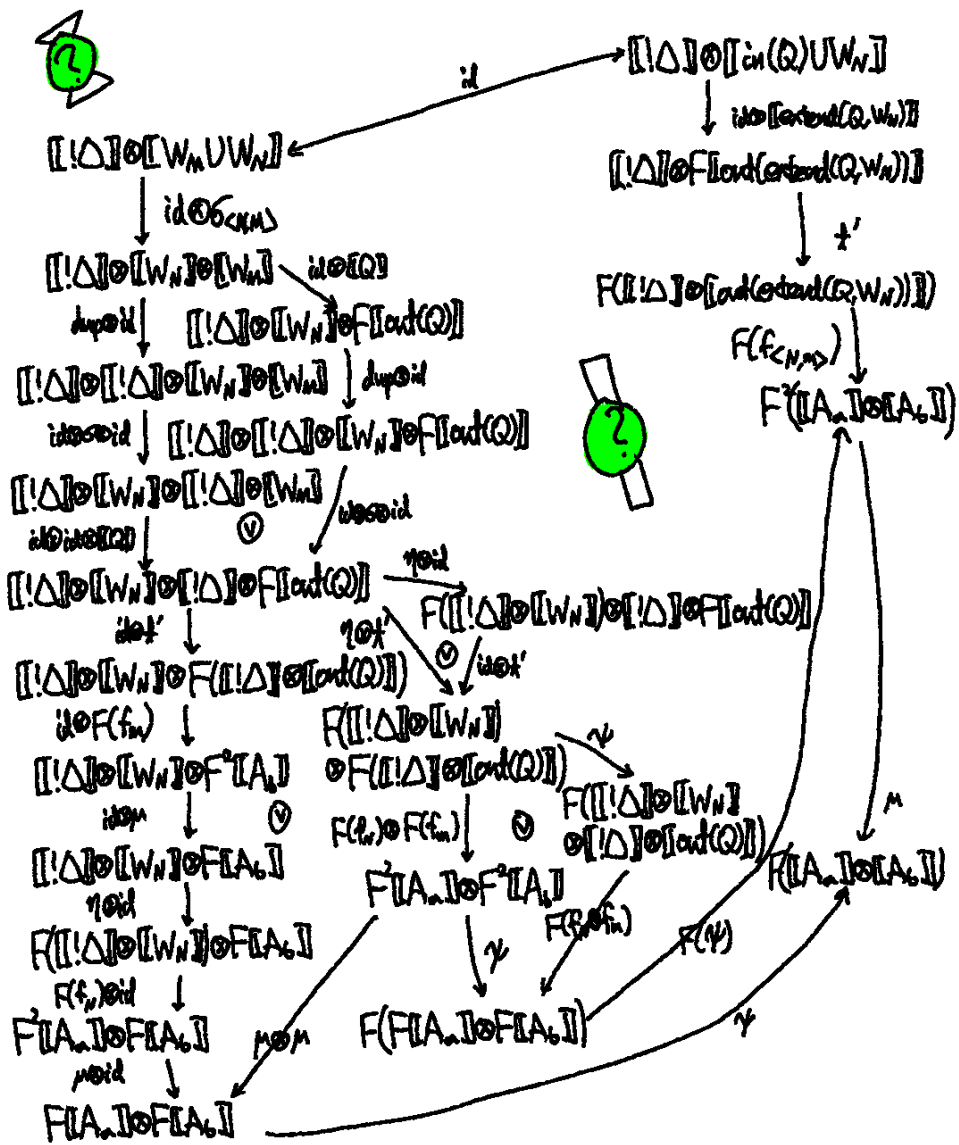 ?
⟦!Δ⟧⊗⟦in(Q)∪W_N⟧
id
id⊗⟦extend(Q,W_N)⟧
⟦!Δ⟧⊗⟦W_M∪W_N⟧
⟦!Δ⟧⊗F⟦out(extend(Q,W_N))⟧
id⊗σ_<N,M>
t'
⟦!Δ⟧⊗⟦W_N⟧⊗⟦W_M⟧
id⊗⟦Q⟧
F(⟦!Δ⟧⊗⟦out(extend(Q,W_N))⟧)
dup⊗id
⟦!Δ⟧⊗⟦W_N⟧⊗F⟦out(Q)⟧
F(f_<N,M>)
⟦!Δ⟧⊗⟦!Δ⟧⊗⟦W_N⟧⊗⟦W_M⟧
dup⊗id
F²(⟦A_a⟧⊗⟦A_b⟧)
?
id⊗σ⊗id
⟦!Δ⟧⊗⟦!Δ⟧⊗⟦W_N⟧⊗F⟦out(Q)⟧
⟦!Δ⟧⊗⟦W_N⟧⊗⟦!Δ⟧⊗⟦W_M⟧
id⊗σ⊗id
id⊗id⊗⟦Q⟧
✓
⟦!Δ⟧⊗⟦W_N⟧⊗⟦!Δ⟧⊗F⟦out(Q)⟧
η⊗id
F(⟦!Δ⟧⊗⟦W_N⟧)⊗⟦!Δ⟧⊗F⟦out(Q)⟧
id⊗t'
η⊗t'
✓
id⊗t'
⟦!Δ⟧⊗⟦W_N⟧⊗F(⟦!Δ⟧⊗⟦out(Q)⟧)
id⊗F(f_M)
F(⟦!Δ⟧⊗⟦W_N⟧)
⊗F(⟦!Δ⟧⊗⟦out(Q)⟧)
ψ
⟦!Δ⟧⊗⟦W_N⟧⊗F²⟦A_b⟧
F(⟦!Δ⟧⊗⟦W_N⟧
⊗⟦!Δ⟧⊗⟦out(Q)⟧)
id⊗μ
✓
F(f_N)⊗F(f_M)
✓
μ
⟦!Δ⟧⊗⟦W_N⟧⊗F⟦A_b⟧
F²⟦A_a⟧⊗F²⟦A_b⟧
F(⟦A_a⟧⊗⟦A_b⟧)
η⊗id
F(f_N⊗f_M)
F(⟦!Δ⟧⊗⟦W_N⟧)⊗F⟦A_b⟧
ψ
F(ψ)
F(f_N)⊗id
F²⟦A_a⟧⊗F⟦A_b⟧
μ⊗μ
F(F⟦A_a⟧⊗F⟦A_b⟧)
ψ
μ⊗id
F⟦A_a⟧⊗F⟦A_b⟧